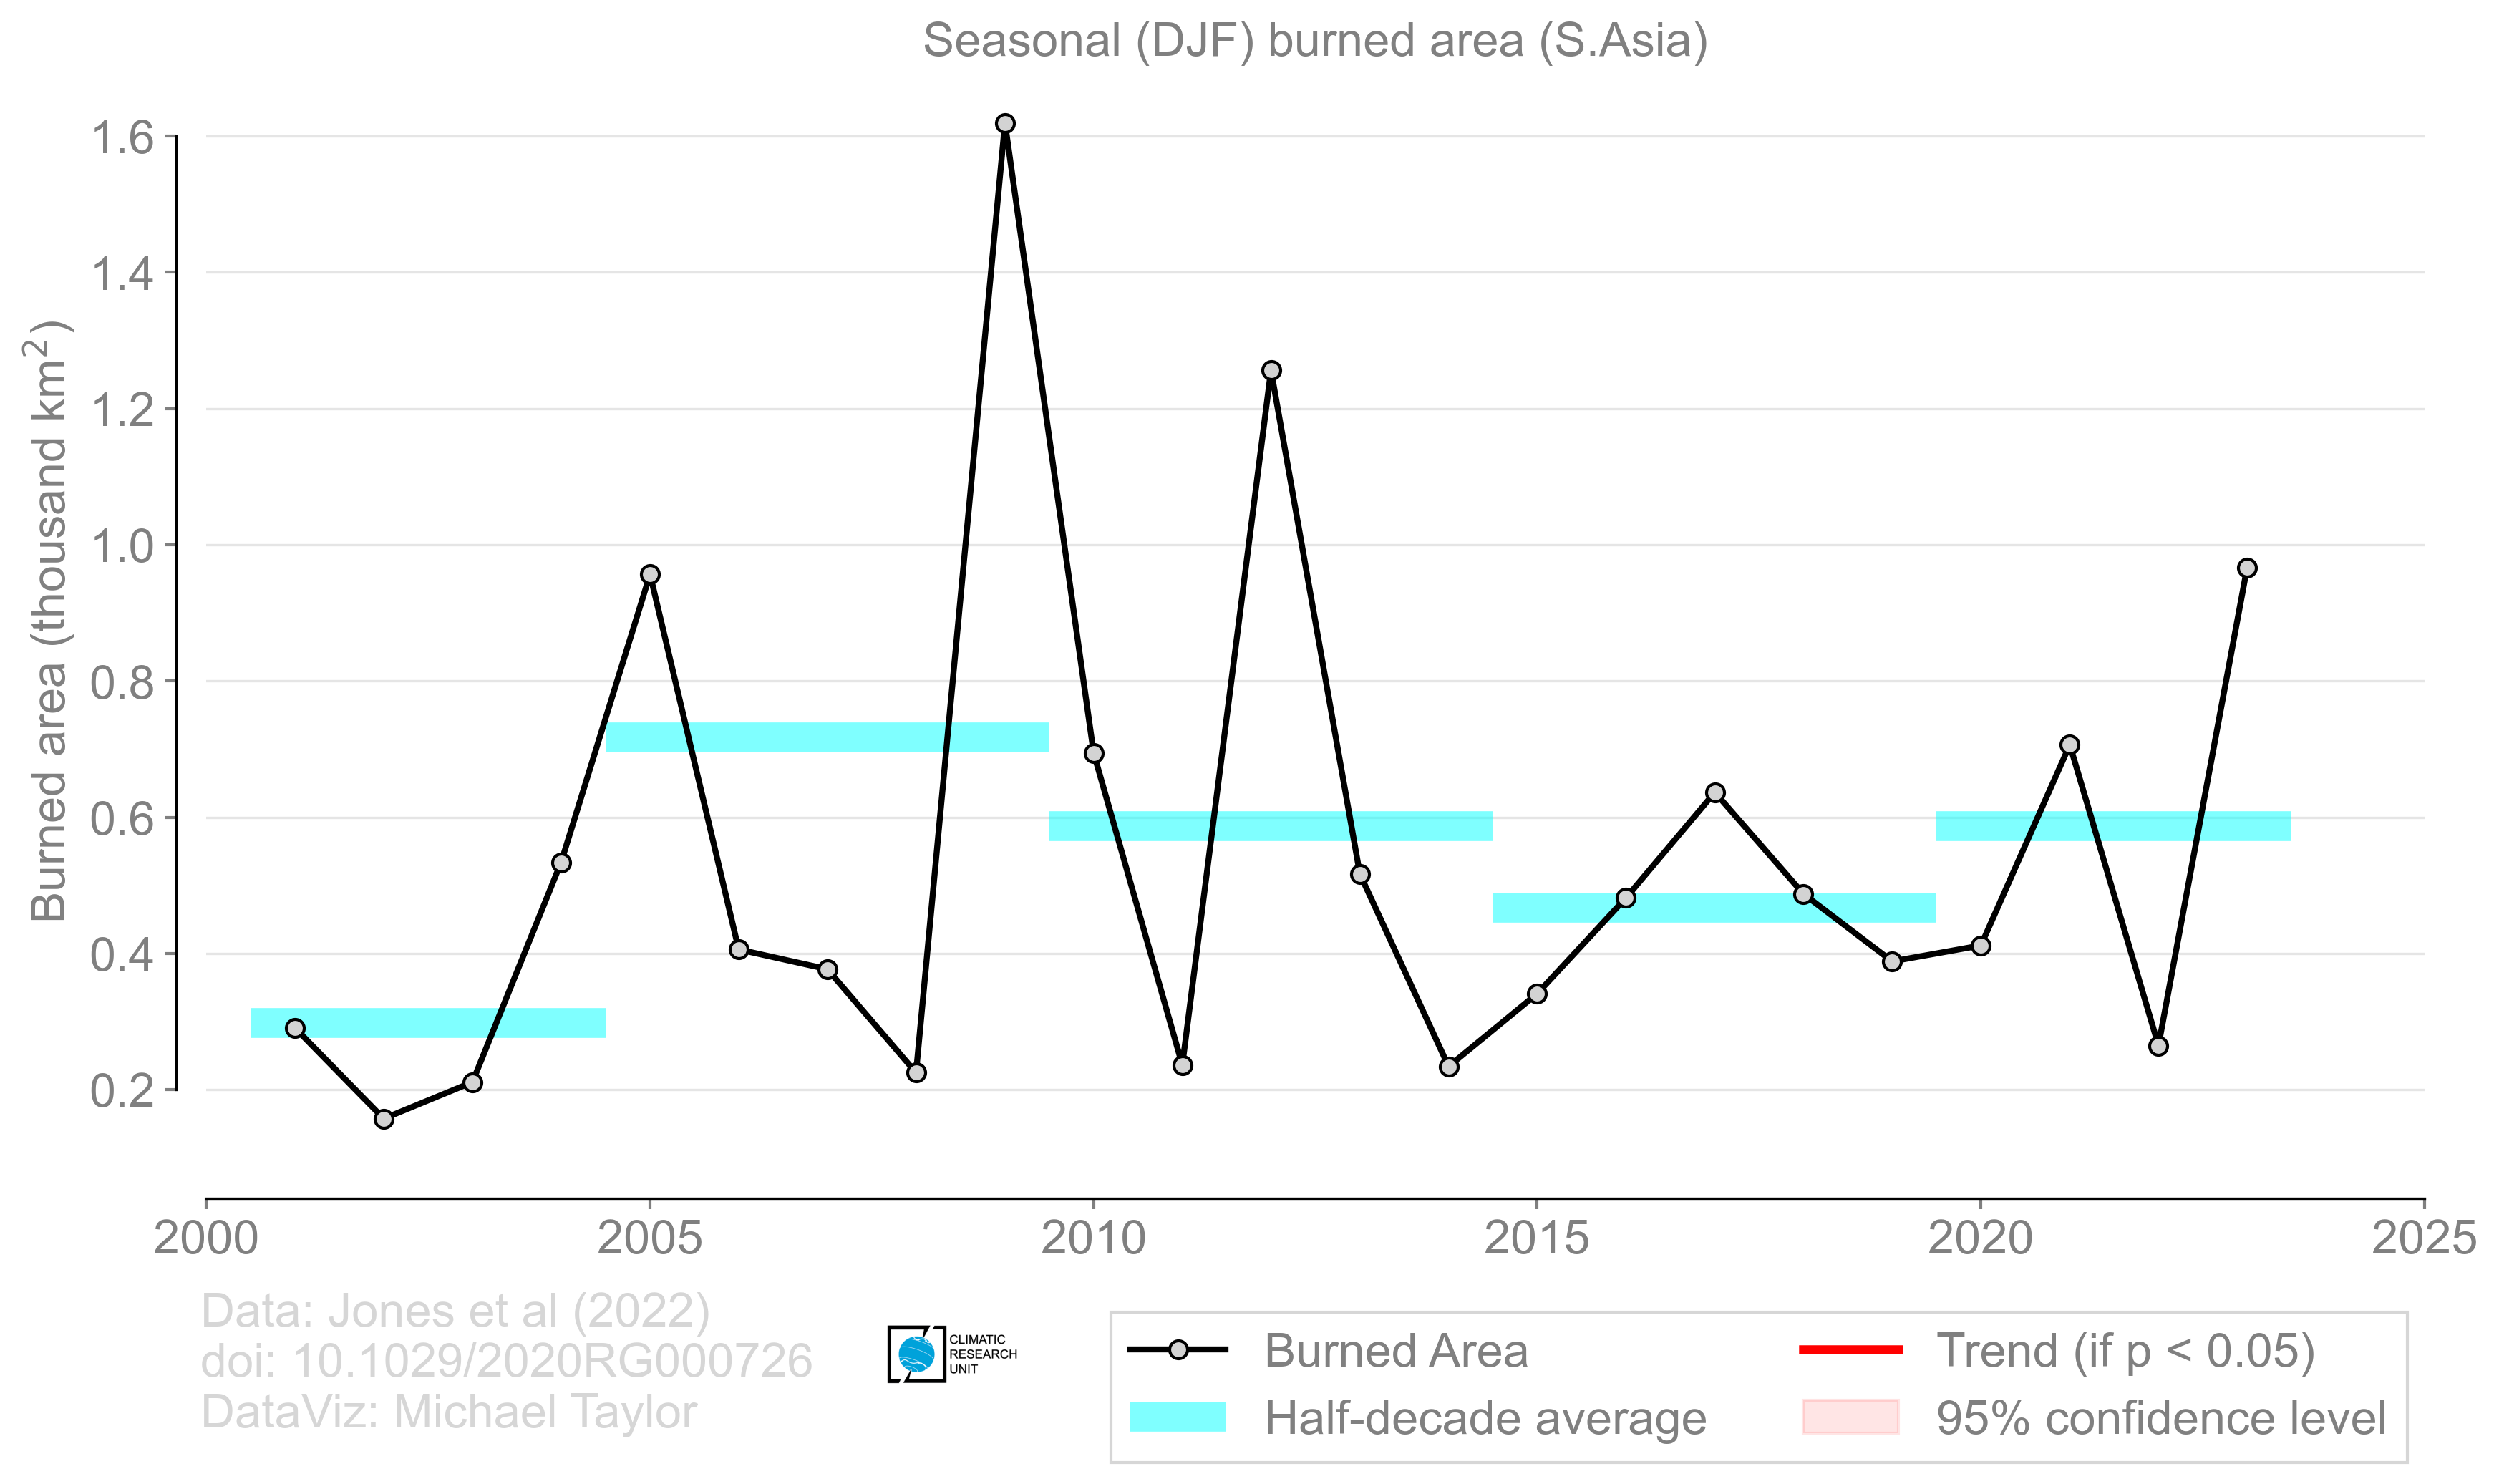 Seasonal (DJF) burned area (S.Asia)
Burned area (thousand km²)
1.6
1.4
1.2
1.0
0.8
0.6
0.4
0.2
2000 2005 2010 2015 2020 2025
Data: Jones et al (2022)
doi: 10.1029/2020RG000726
DataViz: Michael Taylor
CLIMATIC
RESEARCH
UNIT
Burned Area
Half-decade average
Trend (if p < 0.05)
95% confidence level